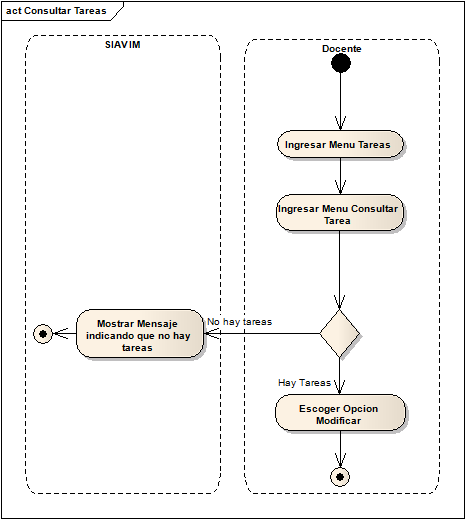 act Consultar Tareas
SIAVIM
Docente
Ingresar Menu Tareas
Ingresar Menu Consultar
Tarea
No hay tareas
Mostrar Mensaje
indicando que no hay
tareas
Hay Tareas
Escoger Opcion
Modificar